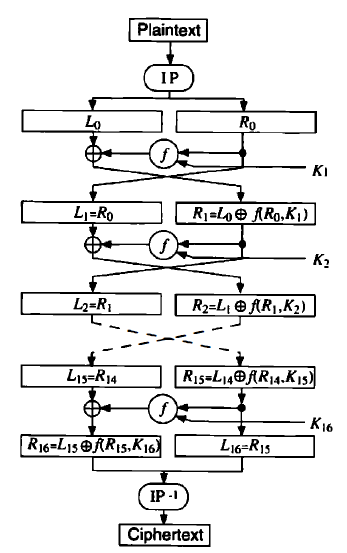 Plaintext
IP
L₀ R₀
⊕ f
K₁
L₁=R₀ R₁=L₀⊕f(R₀,K₁)
⊕ f
K₂
L₂=R₁ R₂=L₁⊕f(R₁,K₂)
L₁₅=R₁₄ R₁₅=L₁₄⊕f(R₁₄,K₁₅)
⊕ f
K₁₆
R₁₆=L₁₅⊕f(R₁₅,K₁₆) L₁₆=R₁₅
IP⁻¹
Ciphertext